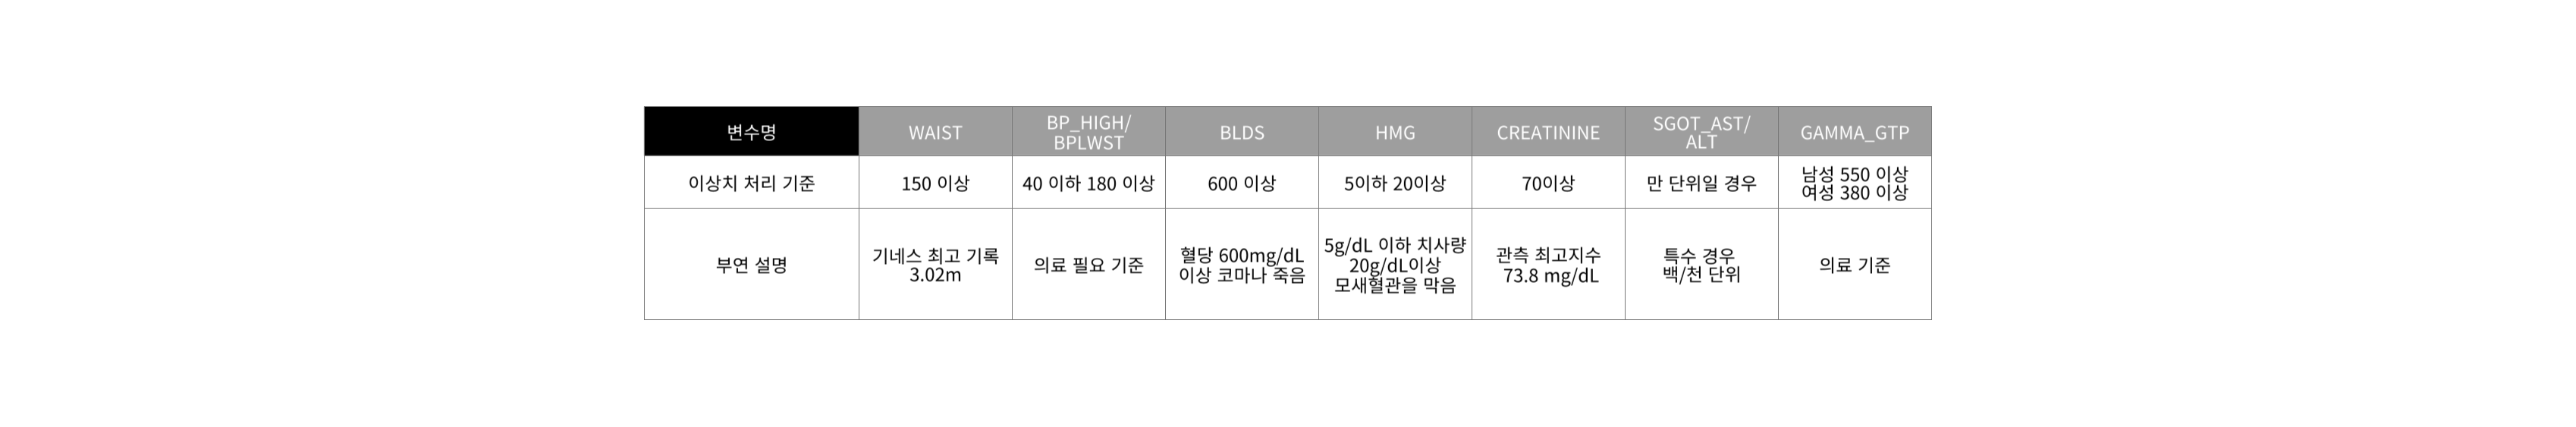 변수명
WAIST
BP_HIGH/
BPLWST
BLDS
HMG
CREATININE
SGOT_AST/
ALT
GAMMA_GTP
이상치 처리 기준
150 이상
40 이하 180 이상
600 이상
5이하 20이상
70이상
만 단위일 경우
남성 550 이상
여성 380 이상
부연 설명
기네스 최고 기록
3.02m
의료 필요 기준
혈당 600mg/dL
이상 코마나 죽음
5g/dL 이하 치사량
20g/dL이상
모새혈관을 막음
관측 최고지수
73.8 mg/dL
특수 경우
백/천 단위
의료 기준